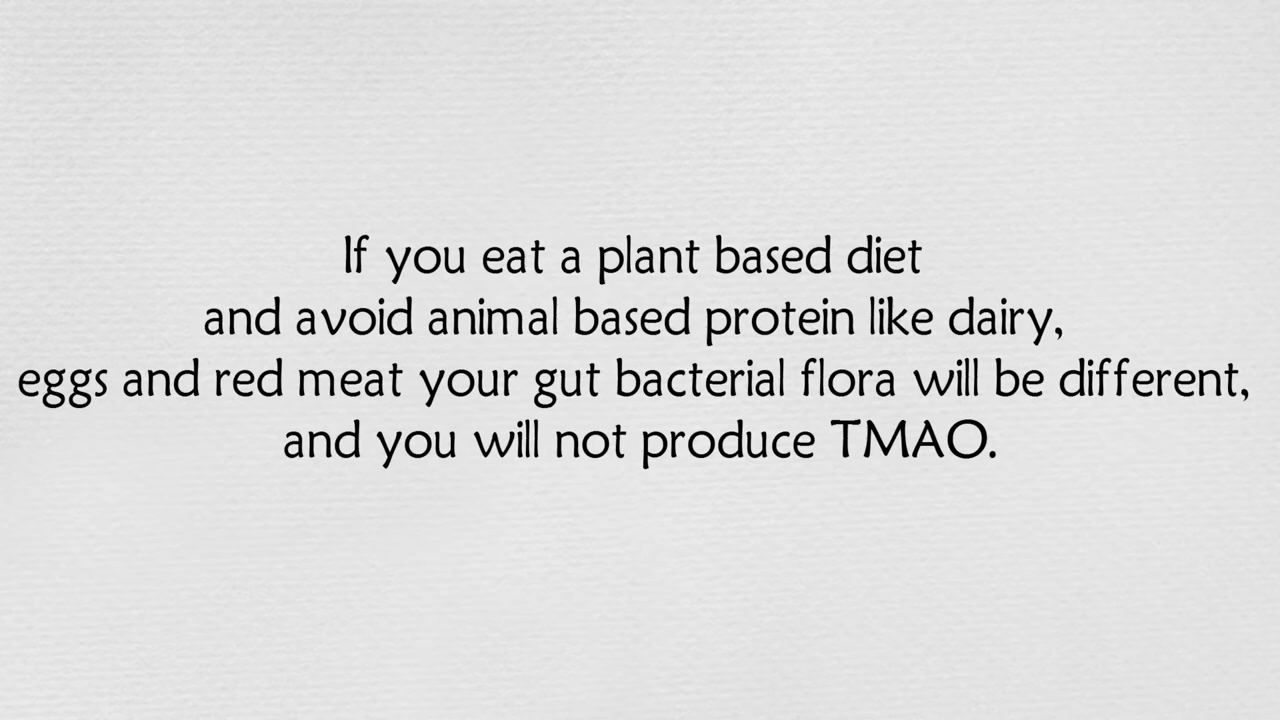 If you eat a plant based diet
and avoid animal based protein like dairy,
eggs and red meat your gut bacterial flora will be different,
and you will not produce TMAO.